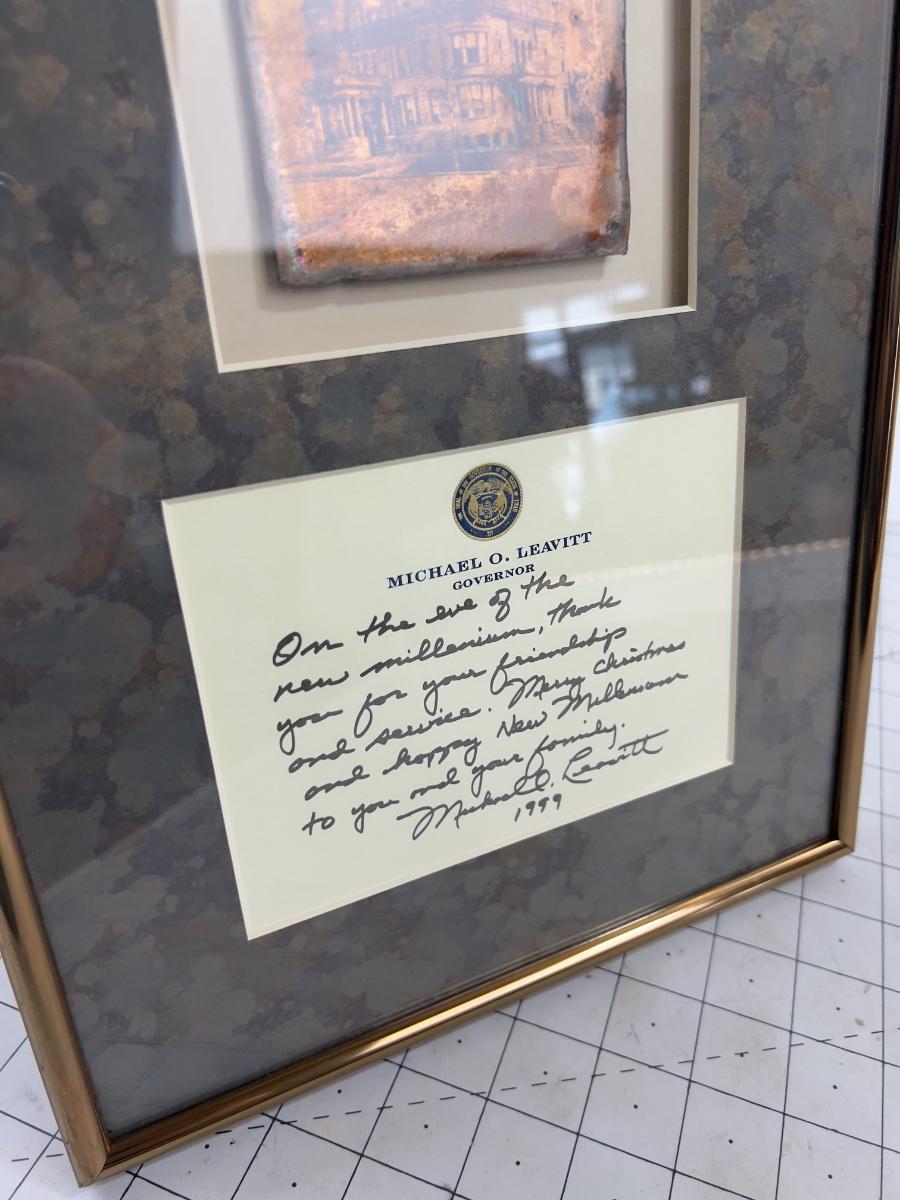 MICHAEL O. LEAVITT
GOVERNOR
On the eve of the
new millenium, thank
you for your friendship
and service. Merry Christmas
and happy New Millenium
to you and your family.
Michael O. Leavitt
1999